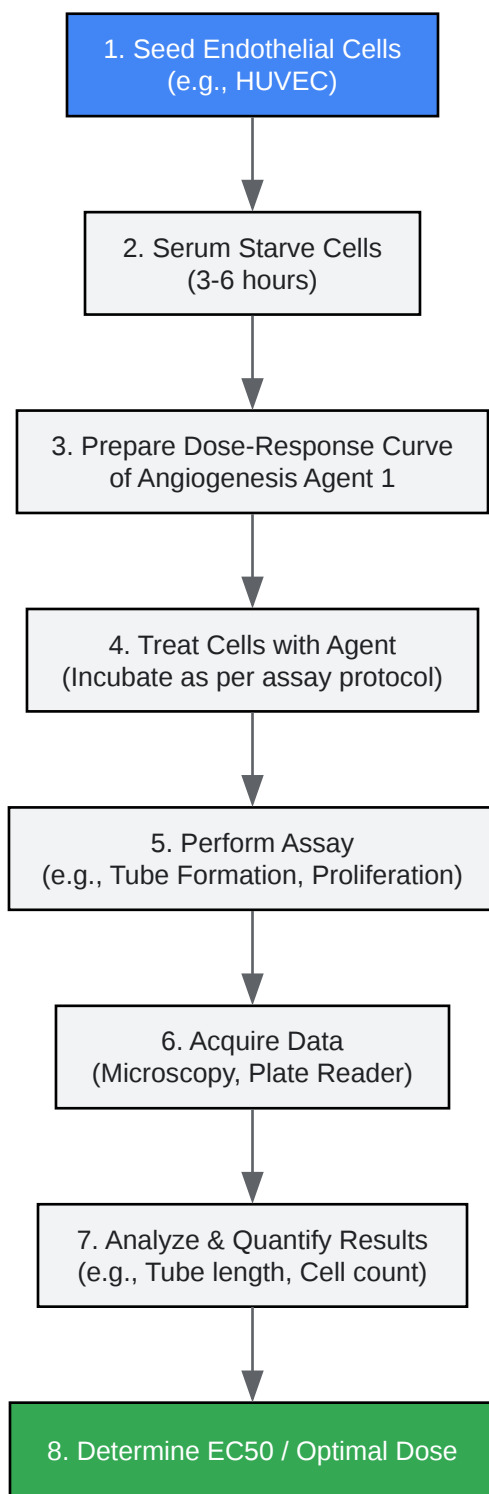 1. Seed Endothelial Cells
(e.g., HUVEC)
2. Serum Starve Cells
(3-6 hours)
3. Prepare Dose-Response Curve
of Angiogenesis Agent 1
4. Treat Cells with Agent
(Incubate as per assay protocol)
5. Perform Assay
(e.g., Tube Formation, Proliferation)
6. Acquire Data
(Microscopy, Plate Reader)
7. Analyze & Quantify Results
(e.g., Tube length, Cell count)
8. Determine EC50 / Optimal Dose